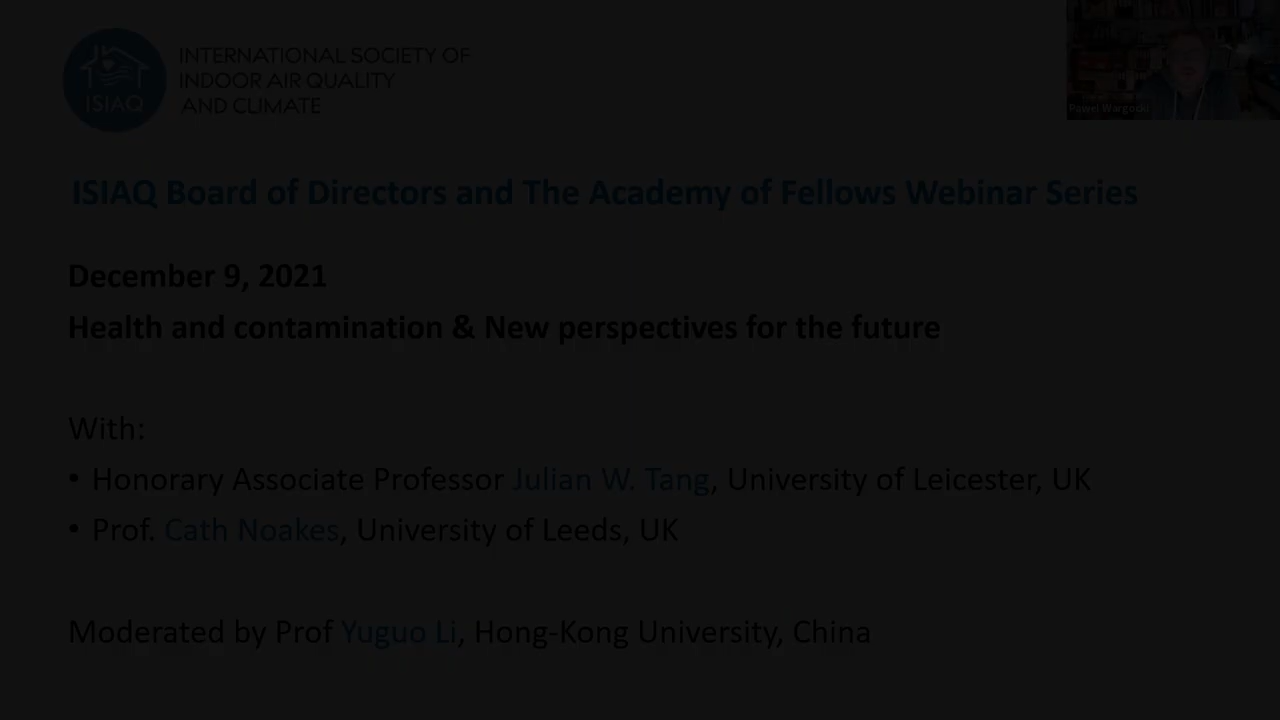 INTERNATIONAL SOCIETY OF
INDOOR AIR QUALITY
AND CLIMATE
ISIAQ
Pawel Wargocki
ISIAQ Board of Directors and The Academy of Fellows Webinar Series
December 9, 2021
Health and contamination & New perspectives for the future
With:
• Honorary Associate Professor Julian W. Tang, University of Leicester, UK
• Prof. Cath Noakes, University of Leeds, UK
Moderated by Prof Yuguo Li, Hong-Kong University, China